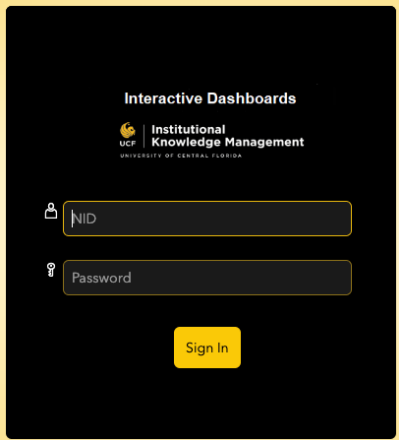 Interactive Dashboards
UCF
Institutional
Knowledge Management
UNIVERSITY OF CENTRAL FLORIDA
NID
Password
Sign In